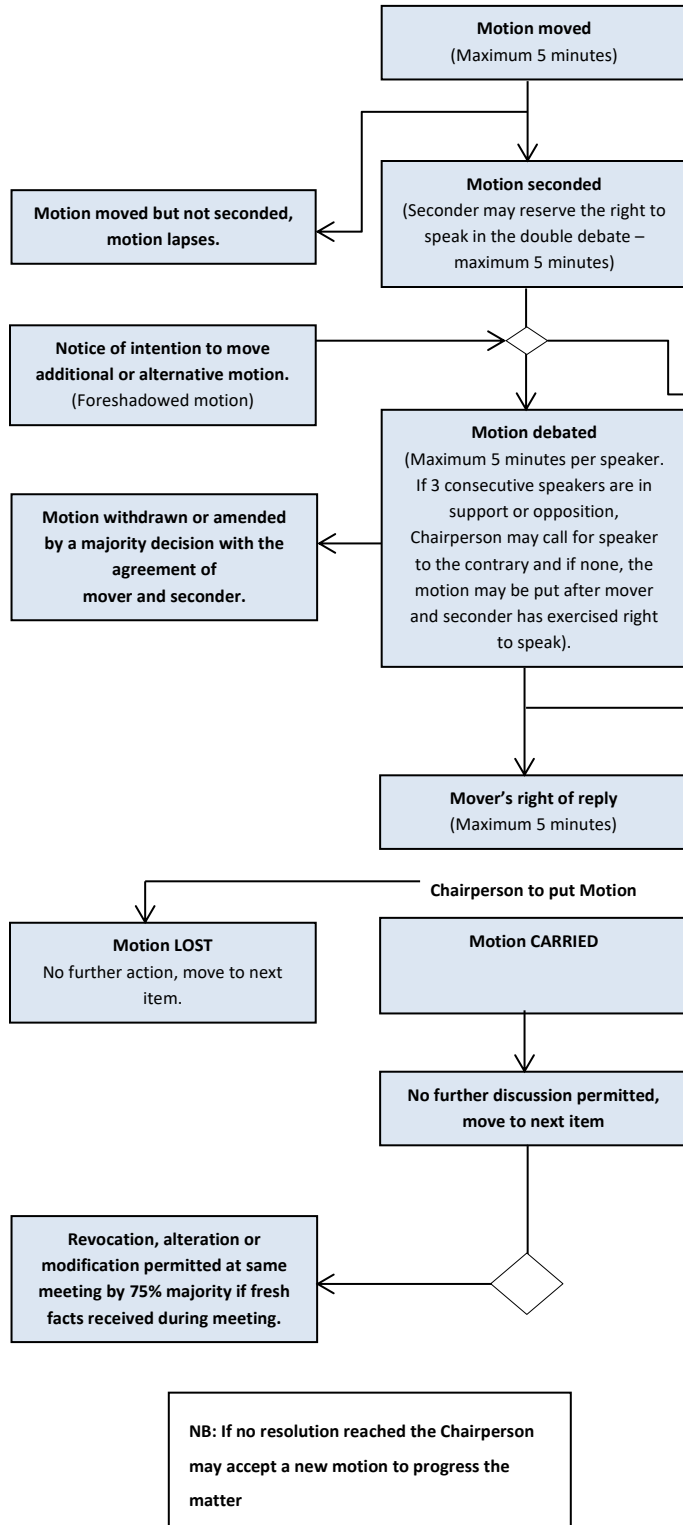 Motion moved
(Maximum 5 minutes)
Motion seconded
(Seconder may reserve the right to
speak in the double debate –
maximum 5 minutes)
Motion moved but not seconded,
motion lapses.
Notice of intention to move
additional or alternative motion.
(Foreshadowed motion)
Motion debated
(Maximum 5 minutes per speaker.
If 3 consecutive speakers are in
support or opposition,
Chairperson may call for speaker
to the contrary and if none, the
motion may be put after mover
and seconder has exercised right
to speak).
Motion withdrawn or amended
by a majority decision with the
agreement of
mover and seconder.
Mover’s right of reply
(Maximum 5 minutes)
Chairperson to put Motion
Motion LOST
No further action, move to next
item.
Motion CARRIED
No further discussion permitted,
move to next item
Revocation, alteration or
modification permitted at same
meeting by 75% majority if fresh
facts received during meeting.
NB: If no resolution reached the Chairperson
may accept a new motion to progress the
matter